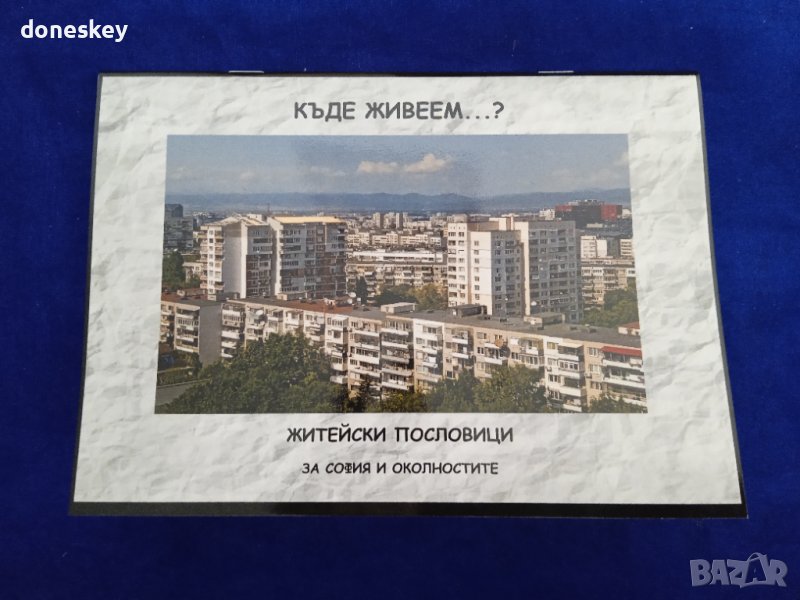 doneskey
КЪДЕ ЖИВЕЕМ...?
ЖИТЕЙСКИ ПОСЛОВИЦИ
ЗА СОФИЯ И ОКОЛНОСТИТЕ
BAZAR